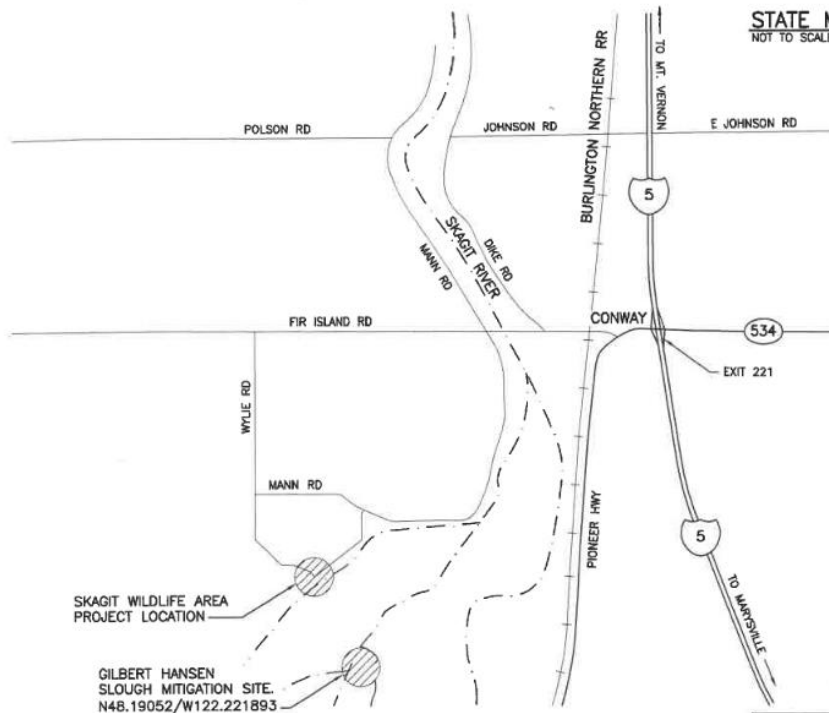 STATE
NOT TO SCALE
TO MT. VERNON
BURLINGTON NORTHERN RR
POLSON RD
JOHNSON RD
E JOHNSON RD
5
SKAGIT RIVER
DIKE RD
MANN RD
FIR ISLAND RD
CONWAY
534
EXIT 221
WYLIE RD
MANN RD
PIONEER HWY
5
TO MARYSVILLE
SKAGIT WILDLIFE AREA
PROJECT LOCATION
GILBERT HANSEN
SLOUGH MITIGATION SITE.
N48.19052/W122.221893